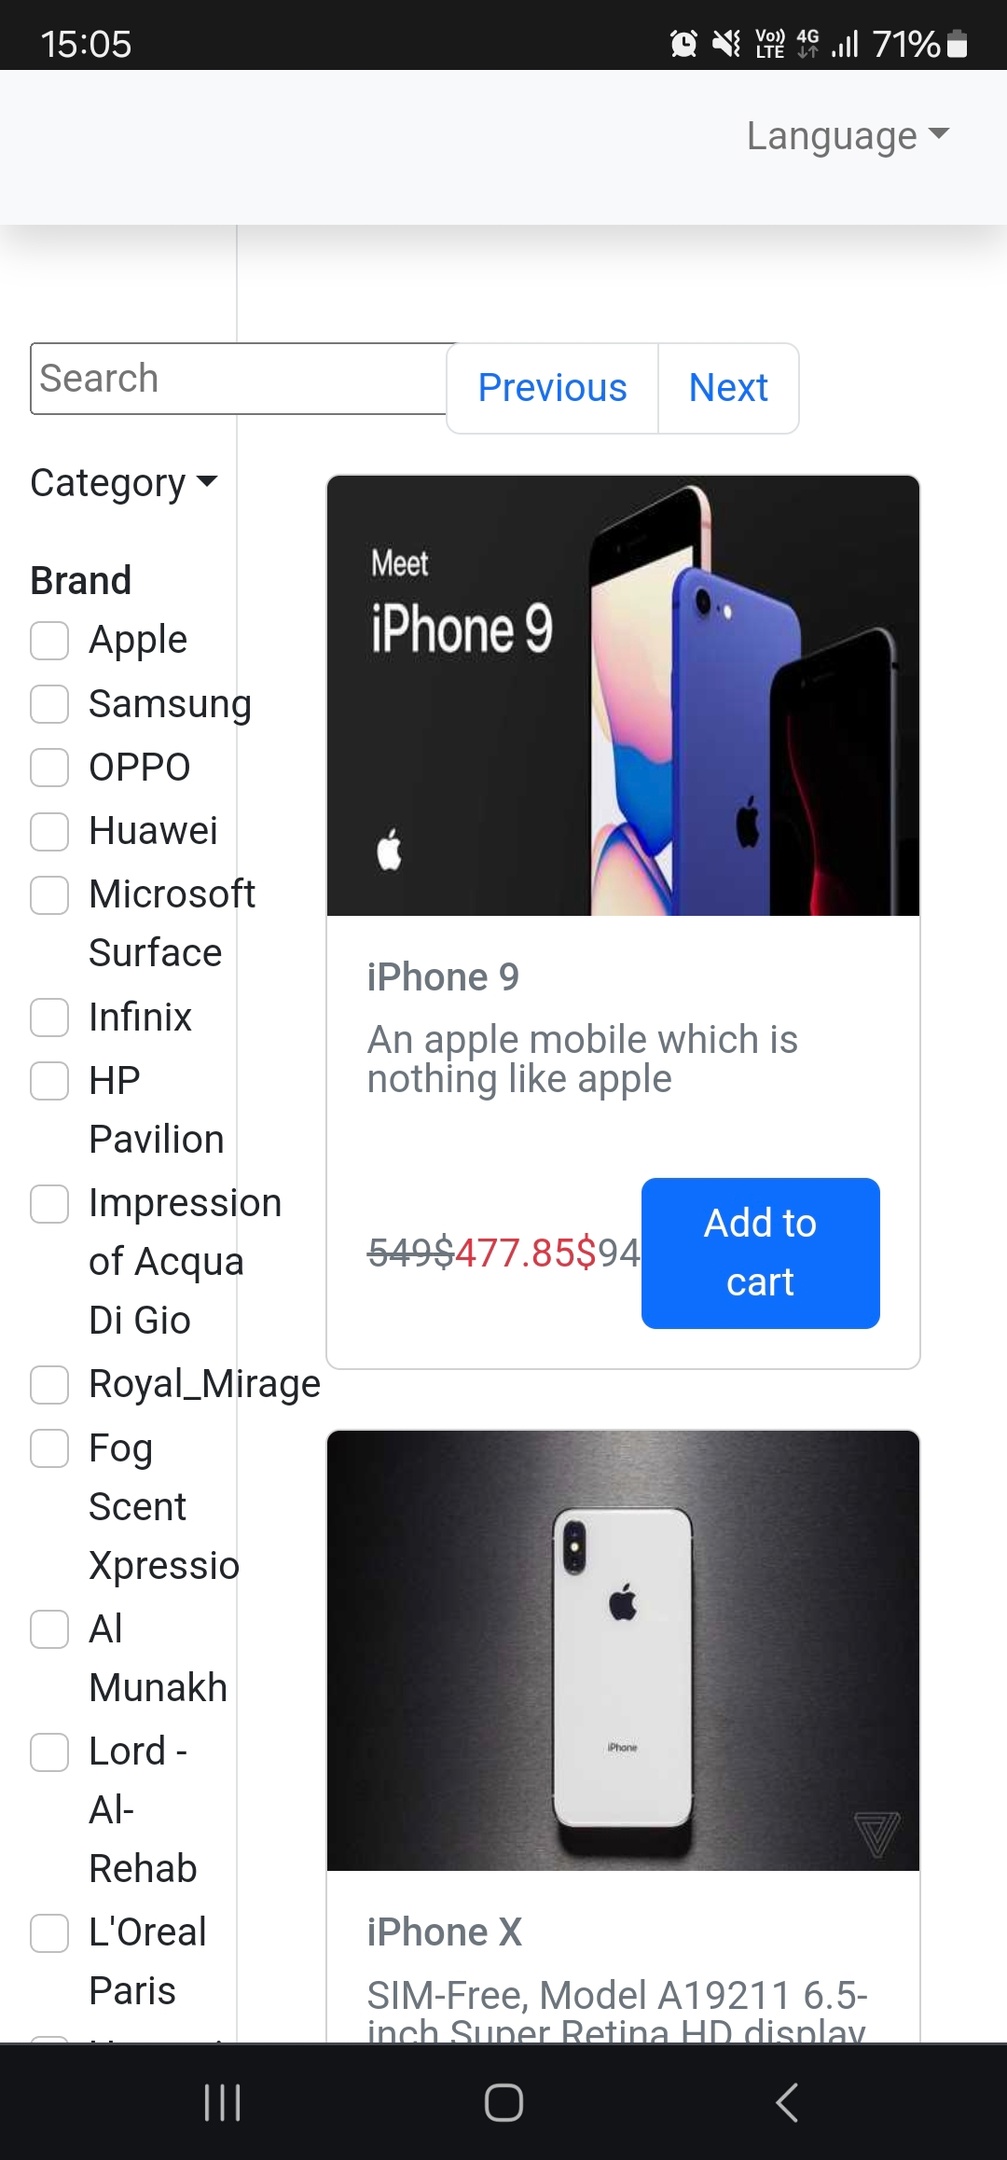 15:05
Vo)) LTE 4G 71%
Language
Search
Previous Next
Category
Brand
Apple
Samsung
OPPO
Huawei
Microsoft
Surface
Infinix
HP
Pavilion
Impression
of Acqua
Di Gio
Royal_Mirage
Fog
Scent
Xpressio
Al
Munakh
Lord -
Al-
Rehab
L'Oreal
Paris
Meet
iPhone 9
iPhone 9
An apple mobile which is
nothing like apple
549$477.85$94
Add to
cart
iPhone
iPhone X
SIM-Free, Model A19211 6.5-
inch Super Retina HD display